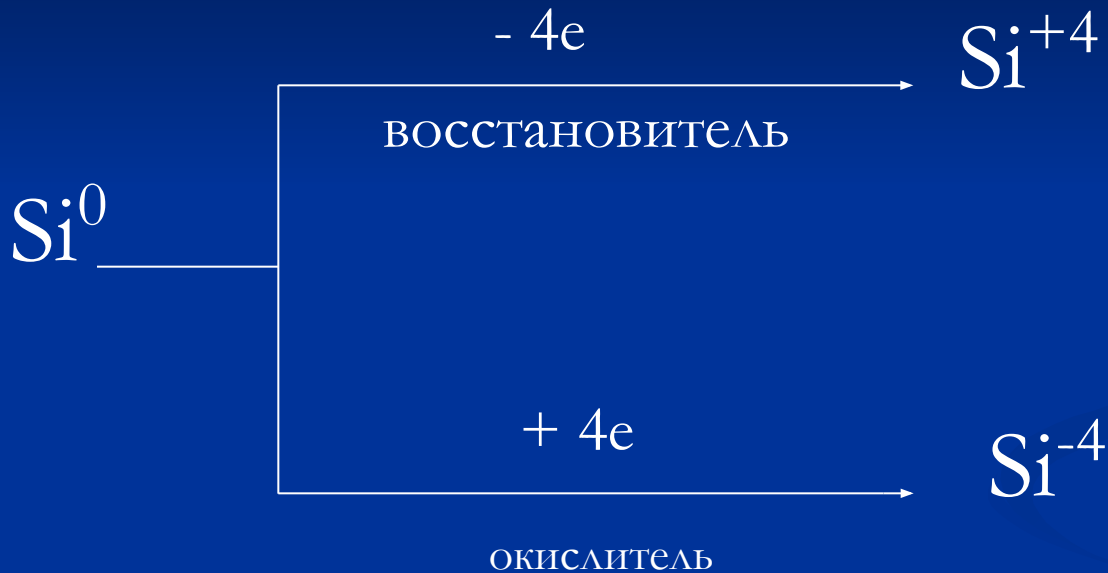 - 4e
Si⁺⁴
восстановитель
Si⁰
+ 4e
Si⁻⁴
окислитель